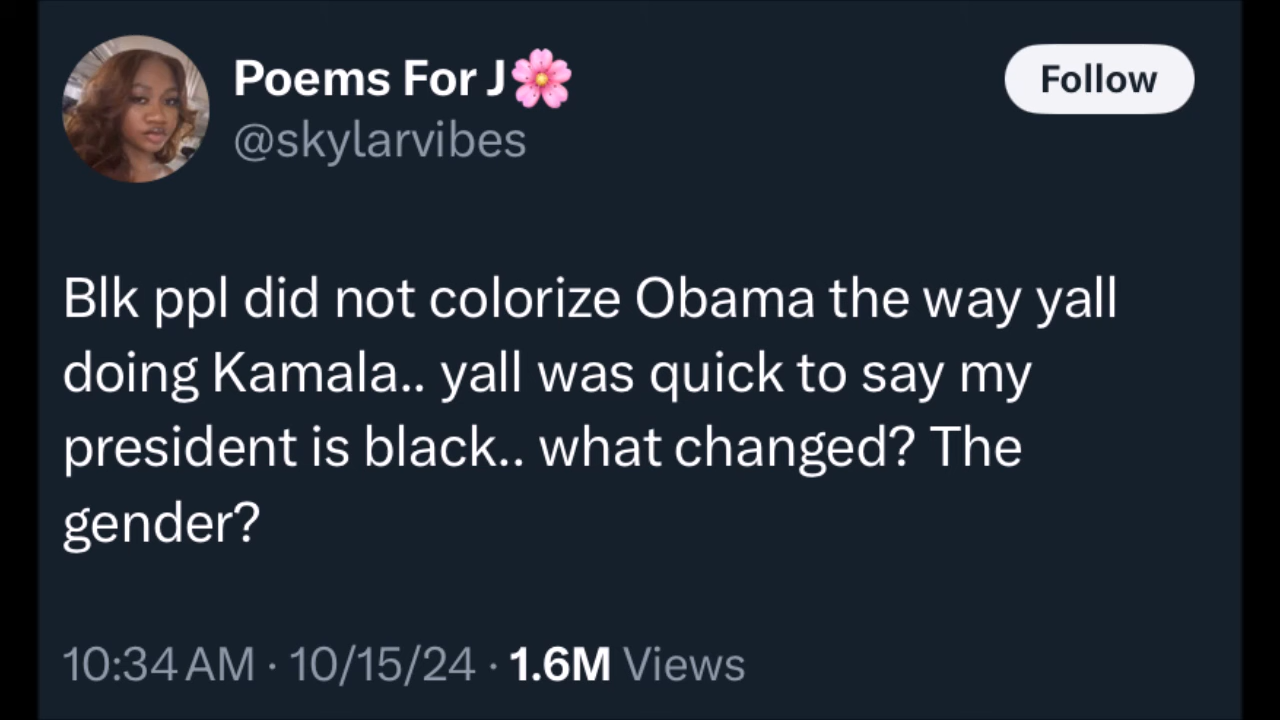 Poems For J🌸
@skylarvibes
Follow
Blk ppl did not colorize Obama the way yall
doing Kamala.. yall was quick to say my
president is black.. what changed? The
gender?
10:34 AM · 10/15/24 · 1.6M Views